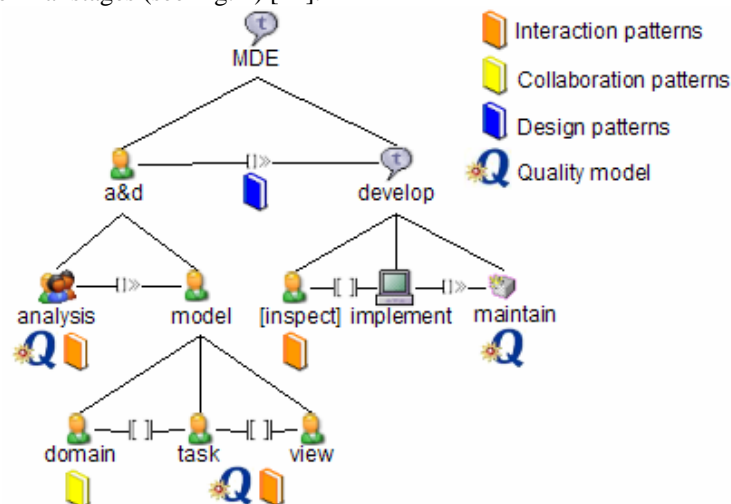 MDE
Interaction patterns
Collaboration patterns
Design patterns
Quality model
a&d
[]»
develop
analysis
[]»
model
[inspect]
|[ ]|
implement
[]»
maintain
domain
|[ ]|
task
|[ ]|
view